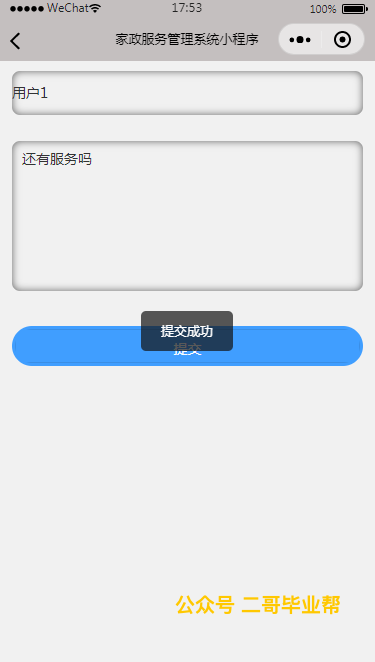 WeChat 17:53 100%
家政服务管理系统小程序
用户1
还有服务吗
提交成功
提交
公众号 二哥毕业帮